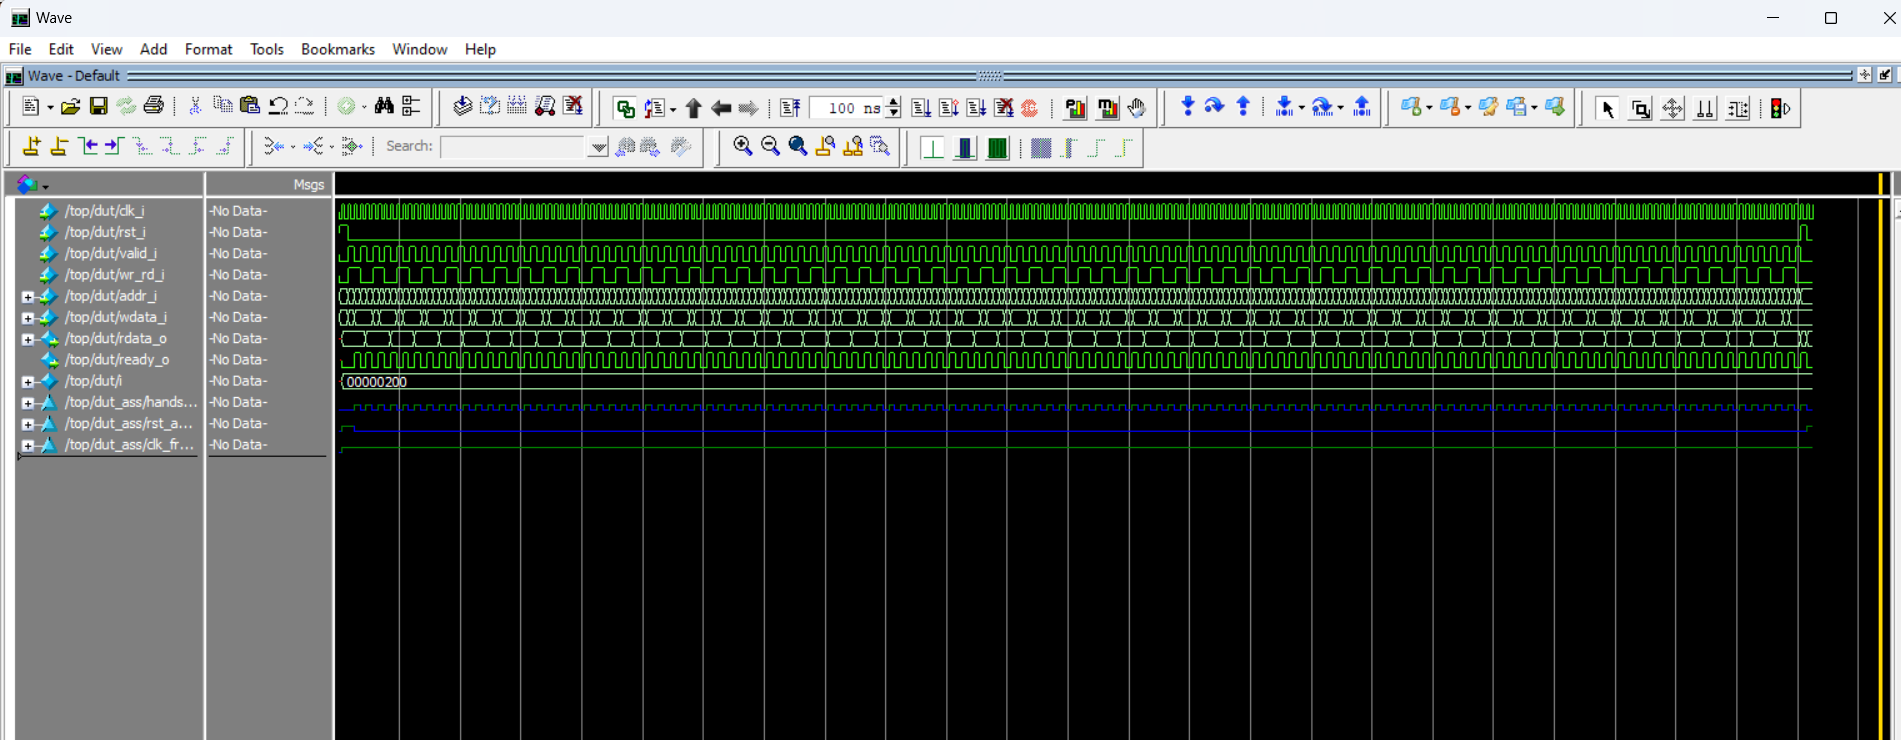 Wave
File Edit View Add Format Tools Bookmarks Window Help
Wave - Default
100 ns
Search:
Msgs
/top/dut/clk_i -No Data-
/top/dut/rst_i -No Data-
/top/dut/valid_i -No Data-
/top/dut/wr_rd_i -No Data-
/top/dut/addr_i -No Data-
/top/dut/wdata_i -No Data-
/top/dut/rdata_o -No Data-
/top/dut/ready_o -No Data-
/top/dut/i -No Data- 00000200
/top/dut_ass/hands... -No Data-
/top/dut_ass/rst_a... -No Data-
/top/dut_ass/clk_fr... -No Data-